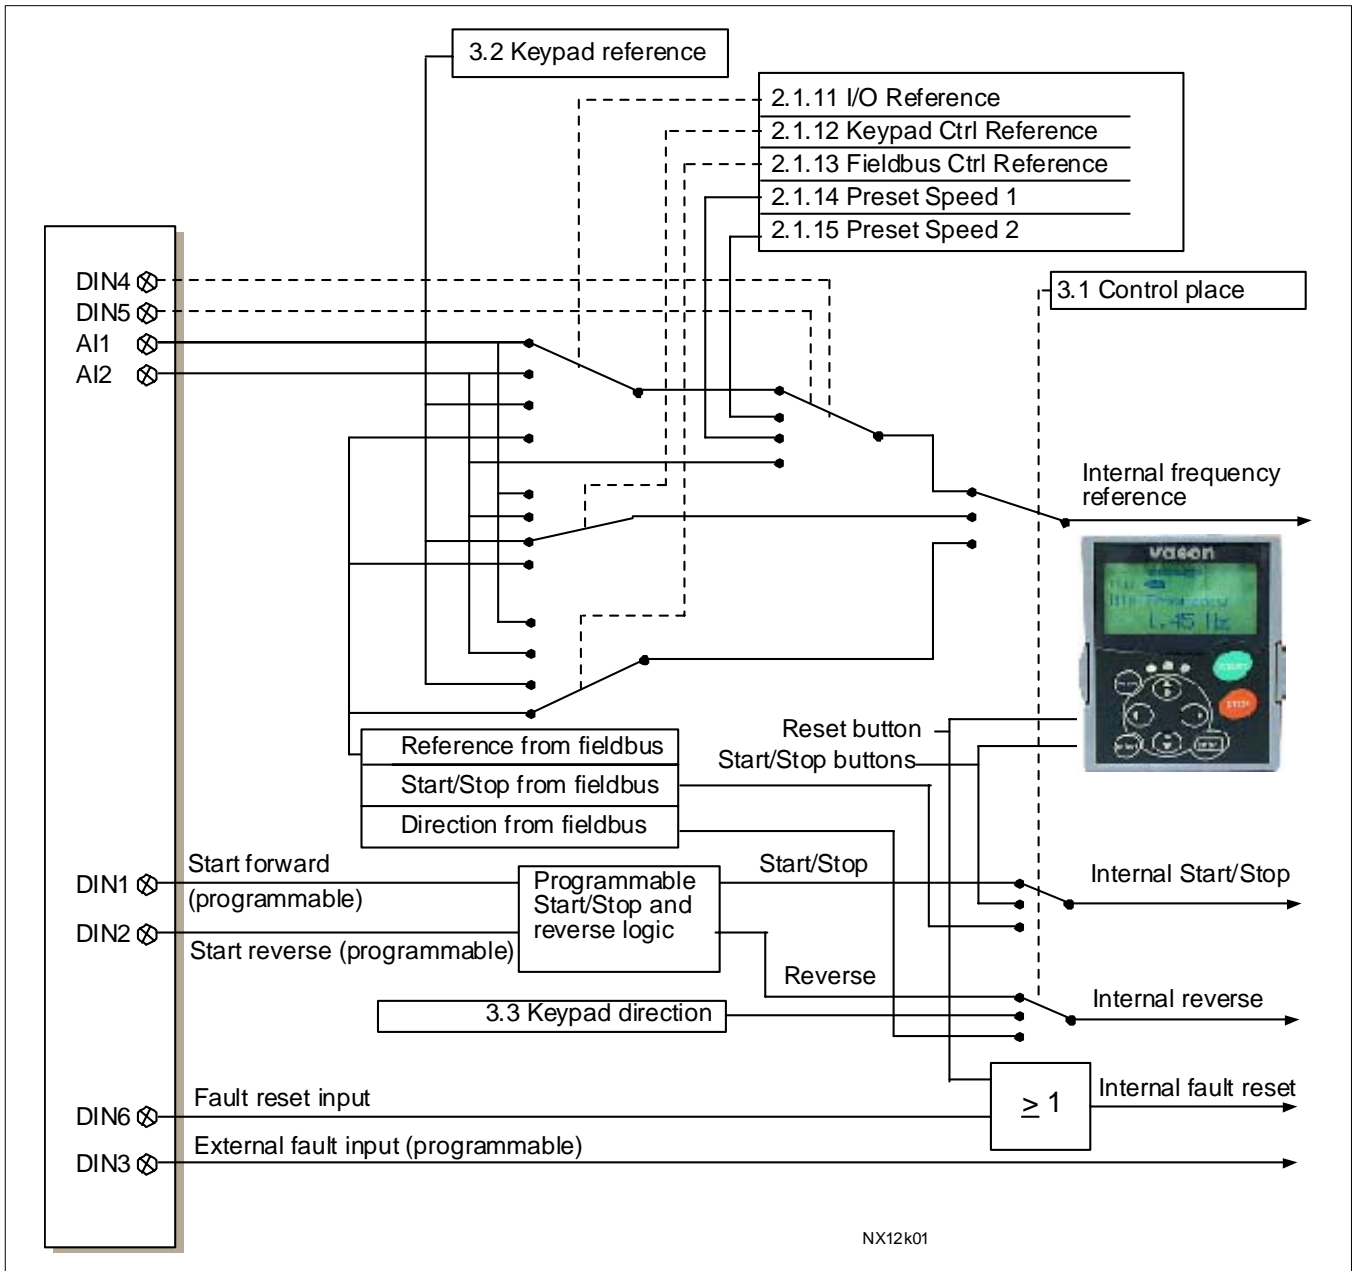 3.2 Keypad reference
2.1.11 I/O Reference
2.1.12 Keypad Ctrl Reference
2.1.13 Fieldbus Ctrl Reference
2.1.14 Preset Speed 1
2.1.15 Preset Speed 2
DIN4
DIN5
AI1
AI2
3.1 Control place
Internal frequency
reference
vacon
1.45 Hz
Reset button
Start/Stop buttons
Reference from fieldbus
Start/Stop from fieldbus
Direction from fieldbus
DIN1
Start forward
(programmable)
DIN2
Start reverse (programmable)
Programmable
Start/Stop and
reverse logic
Start/Stop
Internal Start/Stop
Reverse
3.3 Keypad direction
Internal reverse
DIN6
Fault reset input
≥ 1
Internal fault reset
DIN3
External fault input (programmable)
NX12k01